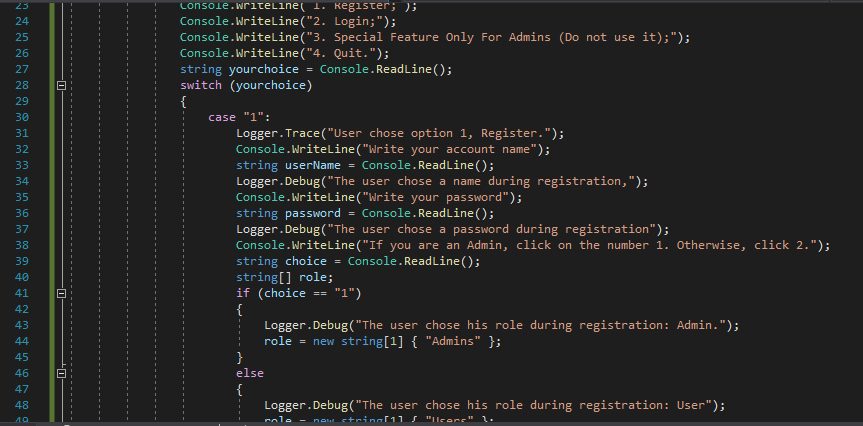 23 Console.WriteLine("1. Register;");
24 Console.WriteLine("2. Login;");
25 Console.WriteLine("3. Special Feature Only For Admins (Do not use it);");
26 Console.WriteLine("4. Quit.");
27 string yourchoice = Console.ReadLine();
28 switch (yourchoice)
29 {
30 case "1":
31 Logger.Trace("User chose option 1, Register.");
32 Console.WriteLine("Write your account name");
33 string userName = Console.ReadLine();
34 Logger.Debug("The user chose a name during registration,");
35 Console.WriteLine("Write your password");
36 string password = Console.ReadLine();
37 Logger.Debug("The user chose a password during registration");
38 Console.WriteLine("If you are an Admin, click on the number 1. Otherwise, click 2.");
39 string choice = Console.ReadLine();
40 string[] role;
41 if (choice == "1")
42 {
43 Logger.Debug("The user chose his role during registration: Admin.");
44 role = new string[1] { "Admins" };
45 }
46 else
47 {
48 Logger.Debug("The user chose his role during registration: User");
49 role = new string[1] { "Users" };